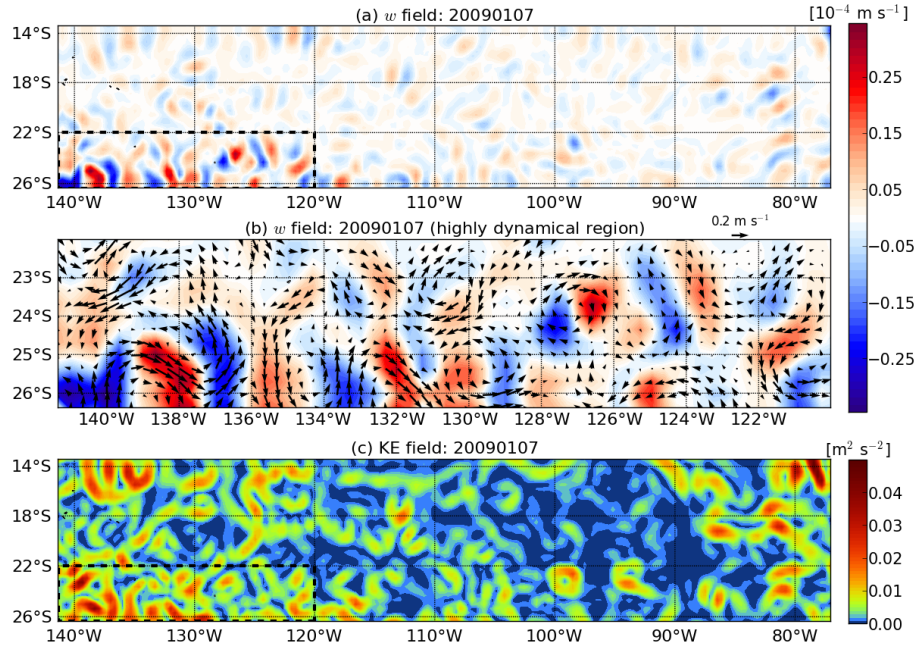 (a) w field: 20090107
[10⁻⁴ m s⁻¹]
14°S
18°S
22°S
26°S
140°W 130°W 120°W 110°W 100°W 90°W 80°W
0.25
0.15
0.05
−0.05
−0.15
−0.25
(b) w field: 20090107 (highly dynamical region)
0.2 m s⁻¹
23°S
24°S
25°S
26°S
140°W 138°W 136°W 134°W 132°W 130°W 128°W 126°W 124°W 122°W
(c) KE field: 20090107
[m² s⁻²]
14°S
18°S
22°S
26°S
140°W 130°W 120°W 110°W 100°W 90°W 80°W
0.04
0.03
0.02
0.01
0.00